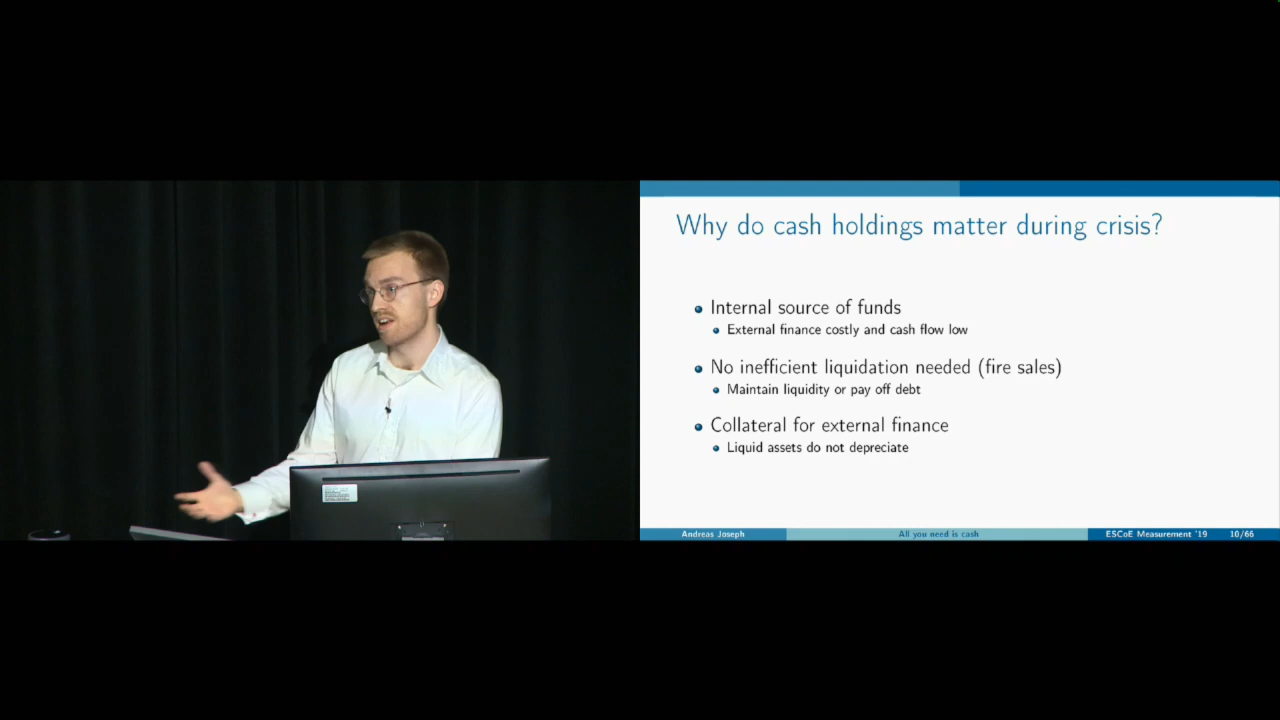 Why do cash holdings matter during crisis?
Internal source of funds
External finance costly and cash flow low
No inefficient liquidation needed (fire sales)
Maintain liquidity or pay off debt
Collateral for external finance
Liquid assets do not depreciate
Andreas Joseph
All you need is cash
ESCoE Measurement '19
10/66